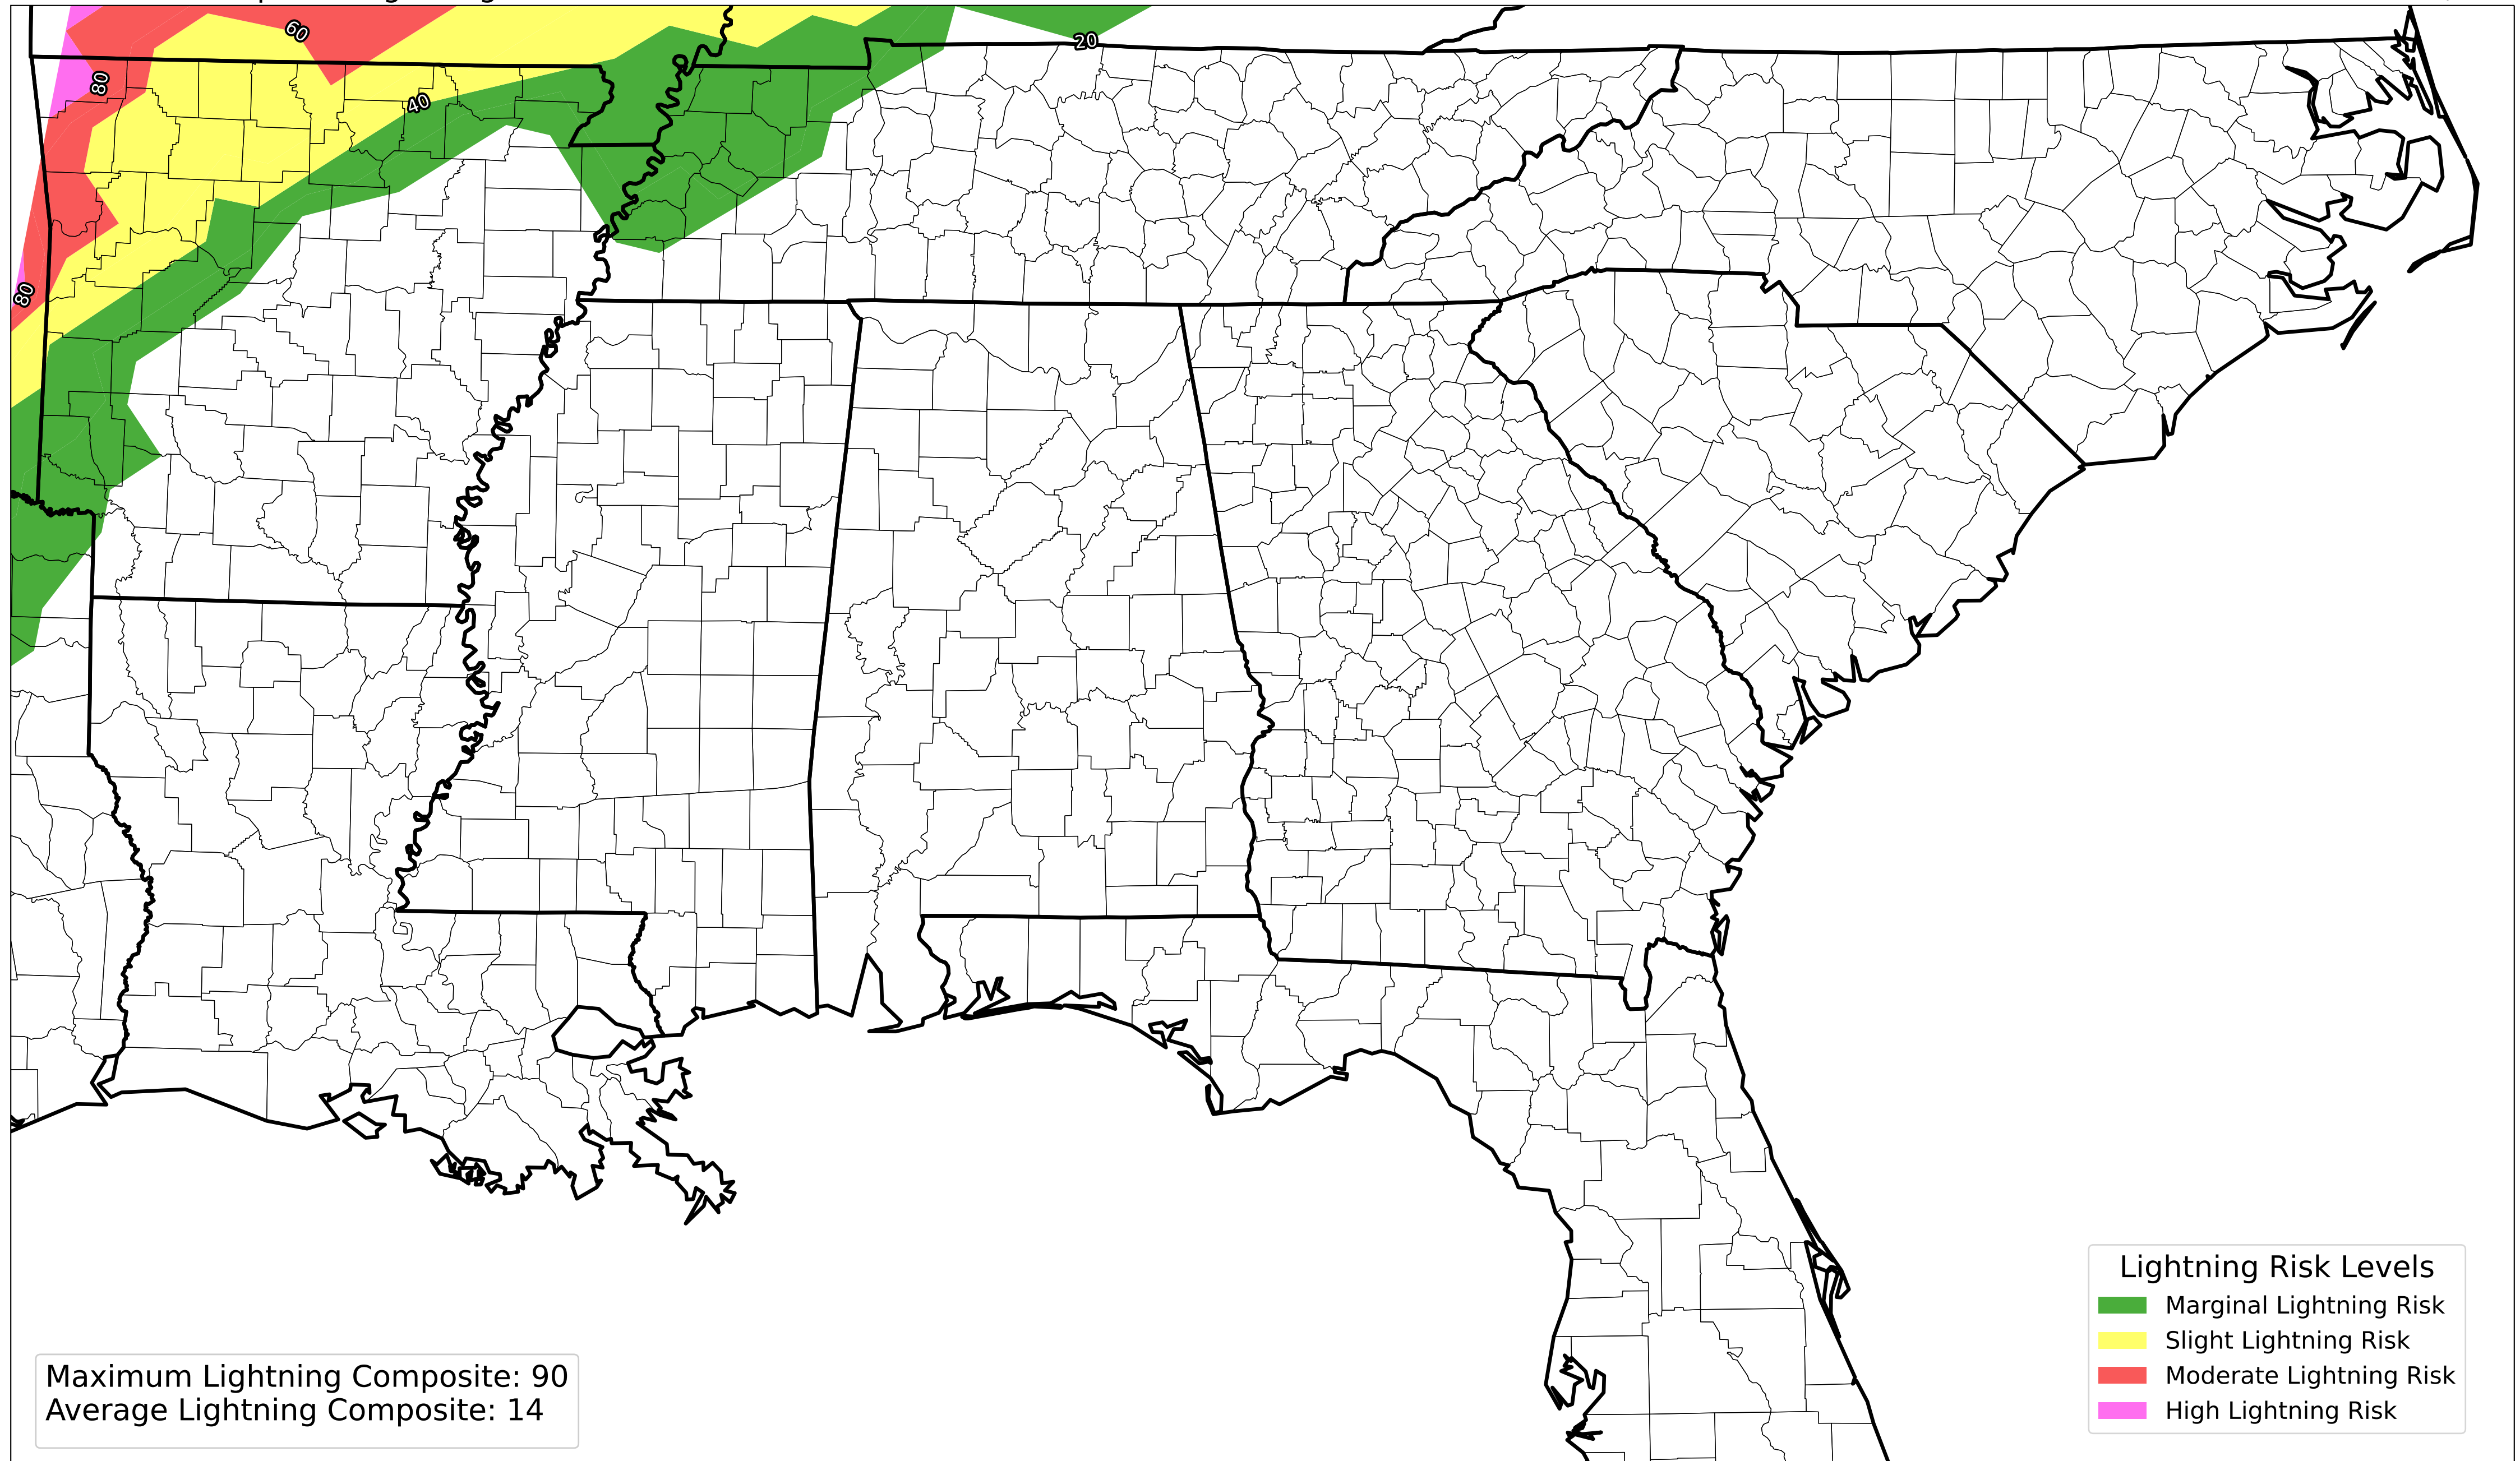 60
20
80
40
80
Lightning Risk Levels
Marginal Lightning Risk
Slight Lightning Risk
Moderate Lightning Risk
High Lightning Risk
Maximum Lightning Composite: 90
Average Lightning Composite: 14